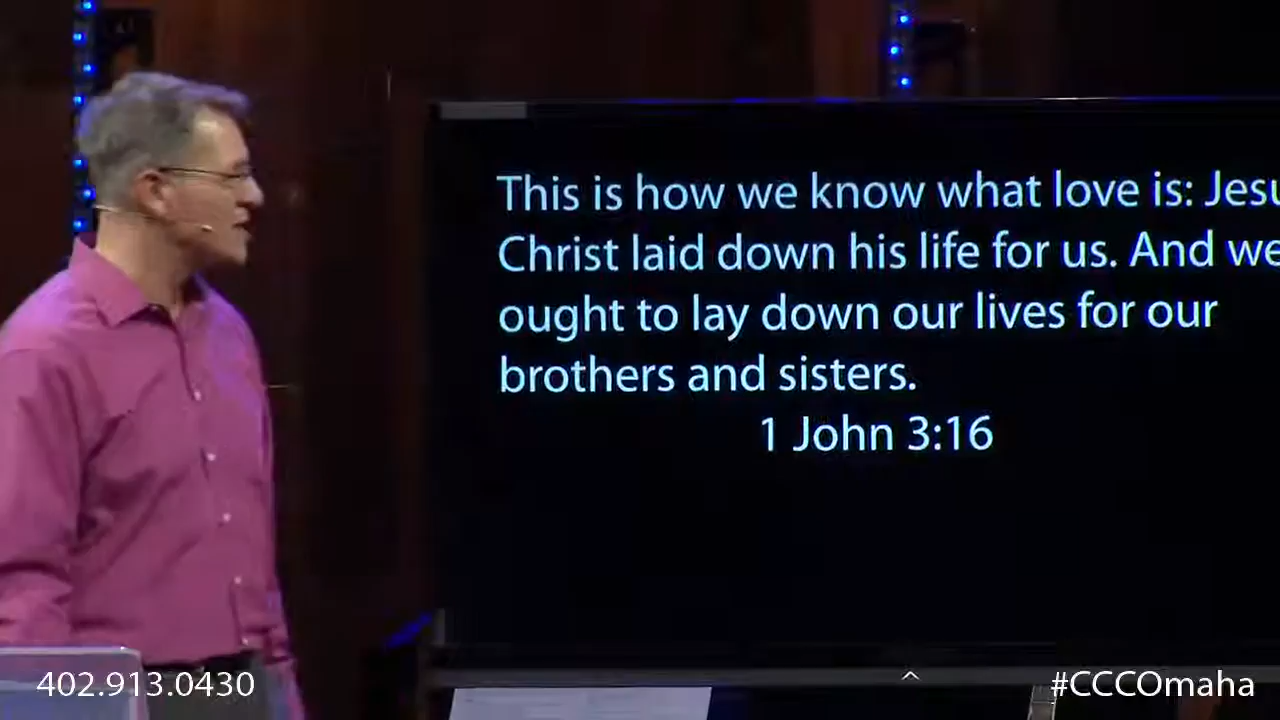 This is how we know what love is: Jesu
Christ laid down his life for us. And we
ought to lay down our lives for our
brothers and sisters.
1 John 3:16
402.913.0430
#CCCOmaha